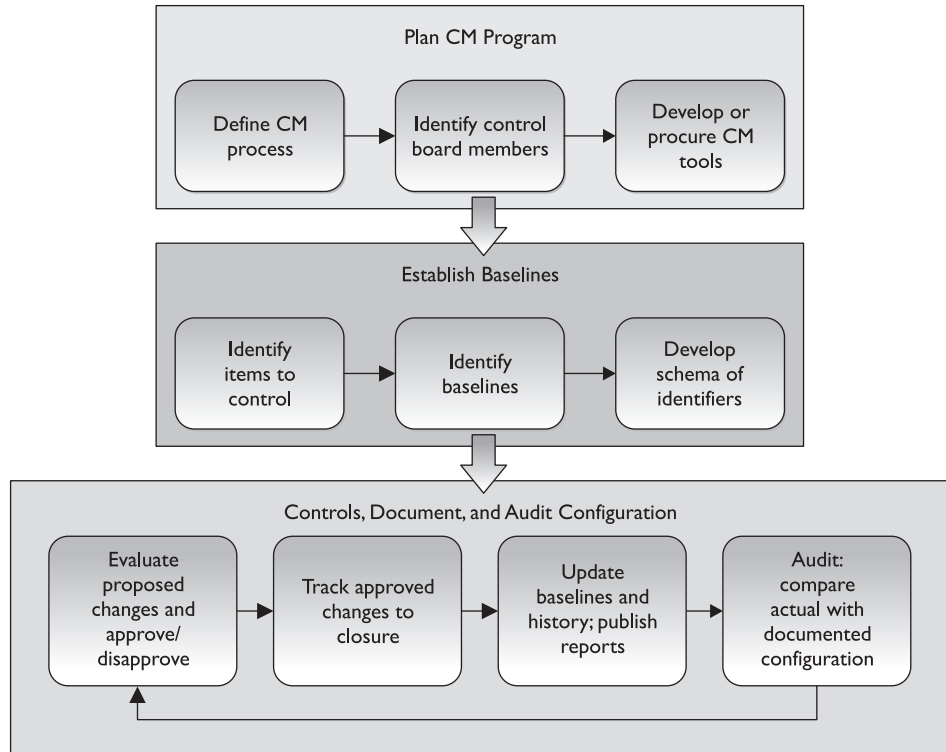 Plan CM Program
Define CM
process
Identify control
board members
Develop or
procure CM
tools
Establish Baselines
Identify
items to
control
Identify
baselines
Develop
schema of
identifiers
Controls, Document, and Audit Configuration
Evaluate
proposed
changes and
approve/
disapprove
Track approved
changes to
closure
Update
baselines and
history; publish
reports
Audit:
compare
actual with
documented
configuration